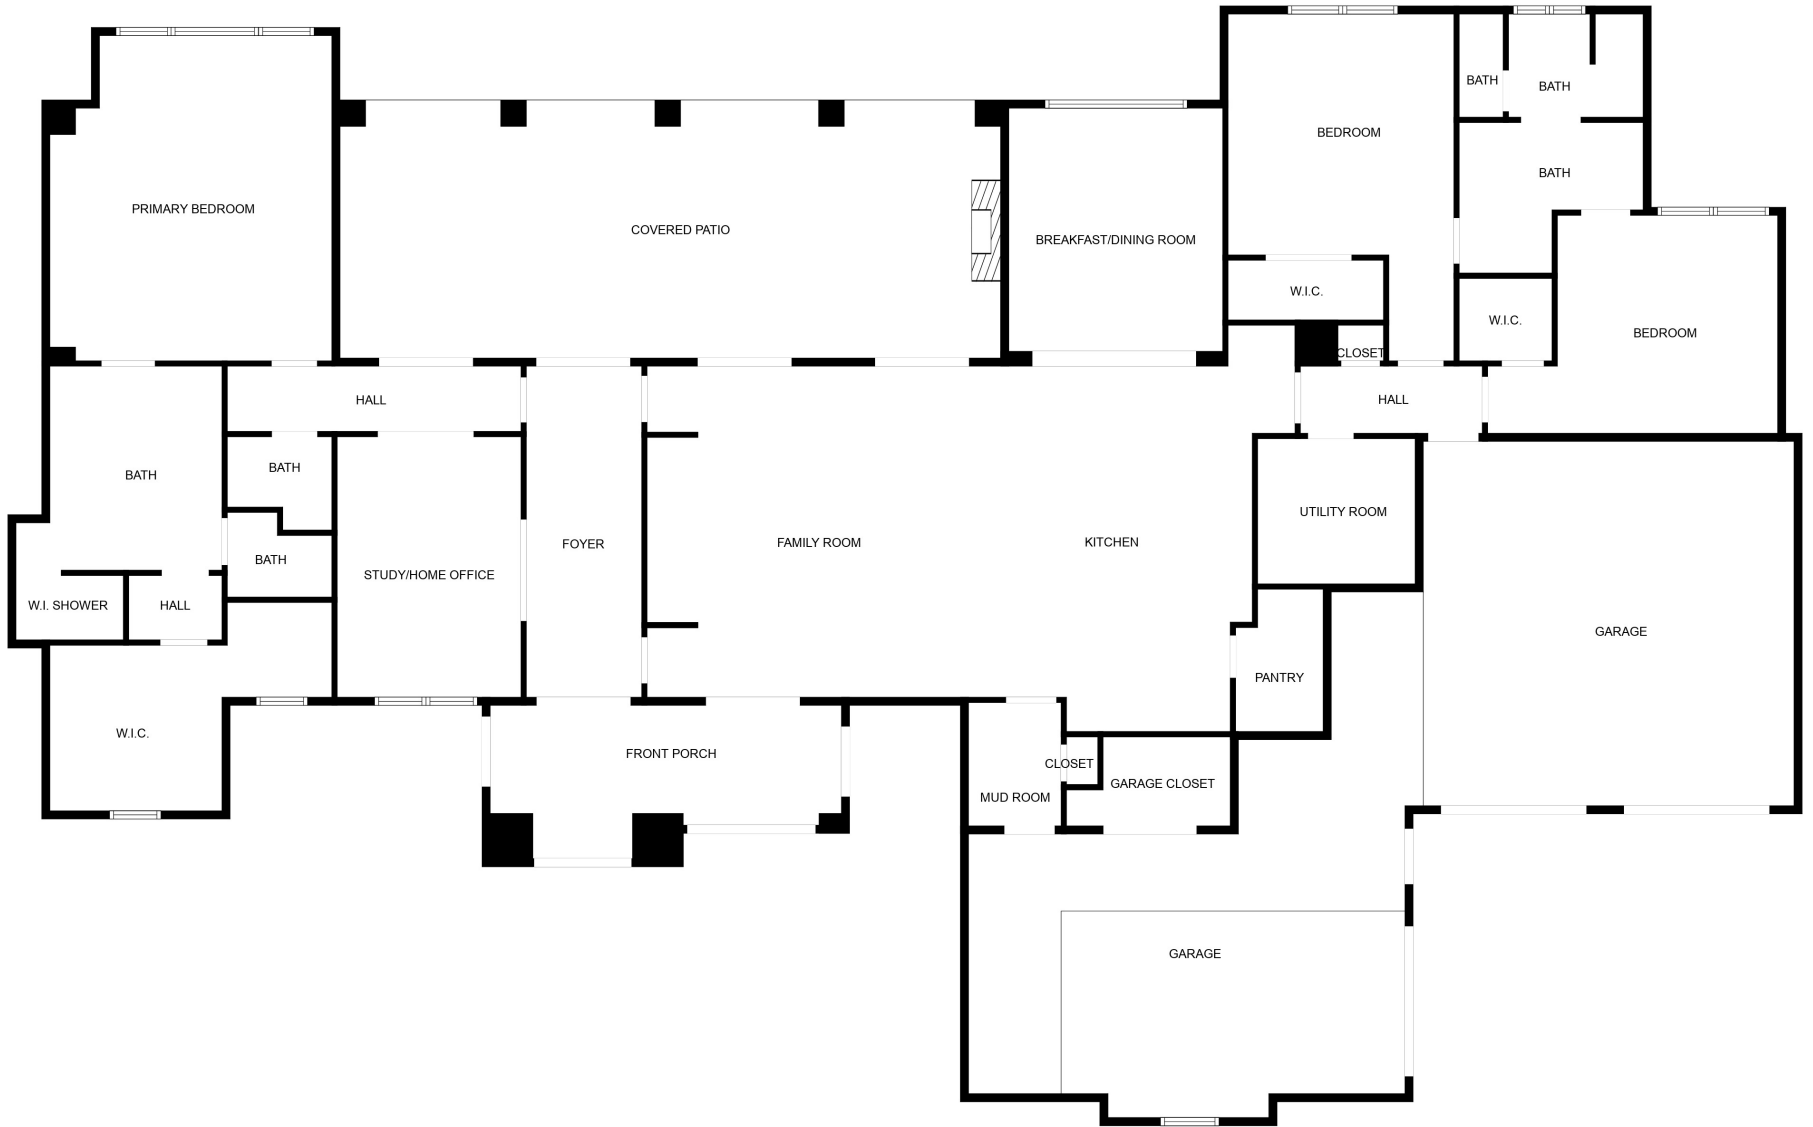 BATH
BATH
BEDROOM
BATH
PRIMARY BEDROOM
COVERED PATIO
BREAKFAST/DINING ROOM
W.I.C.
W.I.C.
BEDROOM
CLOSET
HALL
HALL
BATH
BATH
UTILITY ROOM
FOYER
FAMILY ROOM
KITCHEN
BATH
STUDY/HOME OFFICE
W.I. SHOWER
HALL
GARAGE
PANTRY
W.I.C.
FRONT PORCH
CLOSET
GARAGE CLOSET
MUD ROOM
GARAGE